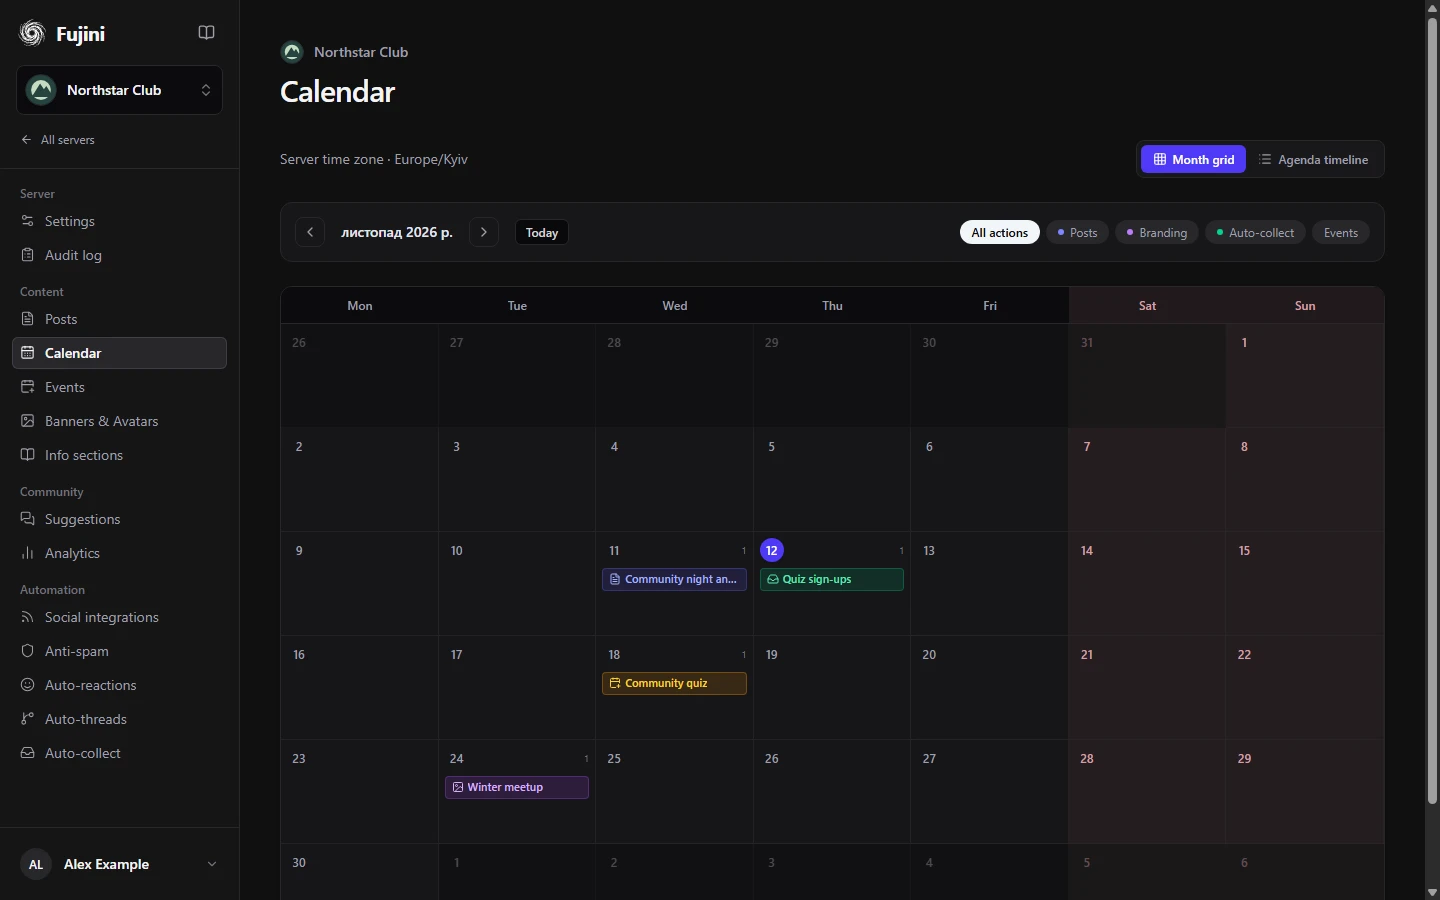 Fujini
Northstar Club
All servers
Server
Settings
Audit log
Content
Posts
Calendar
Events
Banners & Avatars
Info sections
Community
Suggestions
Analytics
Automation
Social integrations
Anti-spam
Auto-reactions
Auto-threads
Auto-collect
AL Alex Example
Northstar Club
Calendar
Server time zone · Europe/Kyiv
Month grid Agenda timeline
листопад 2026 р. Today All actions Posts Branding Auto-collect Events
Mon Tue Wed Thu Fri Sat Sun
26 27 28 29 30 31 1
2 3 4 5 6 7 8
9 10 11 1 12 1 13 14 15
Community night an... Quiz sign-ups
16 17 18 1 19 20 21 22
Community quiz
23 24 1 25 26 27 28 29
Winter meetup
30 1 2 3 4 5 6